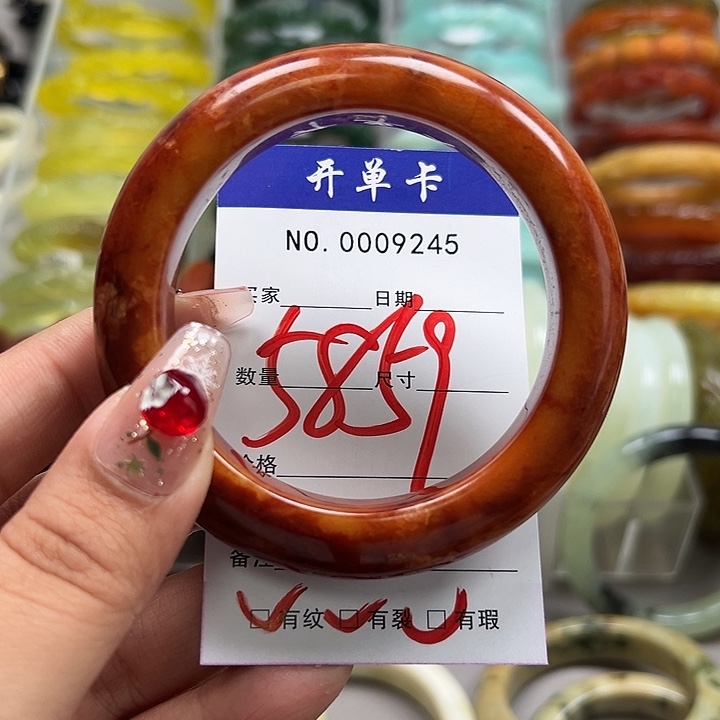 开单卡
NO. 0009245
买家 日期
5859
数量 尺寸
价格
备注
□有纹 □有裂 □有瑕